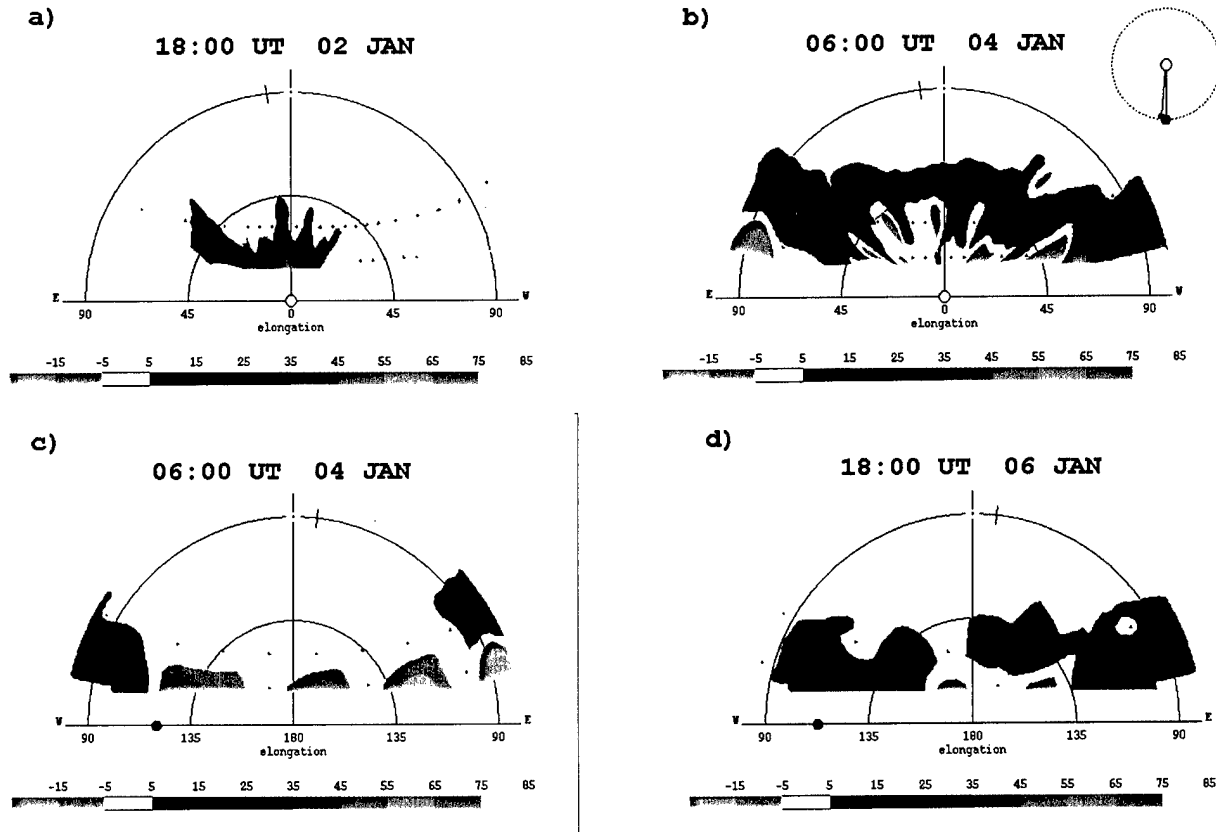 a)
18:00 UT 02 JAN
E W
90 45 0 45 90
elongation
-15 -5 5 15 25 35 45 55 65 75 85
b)
06:00 UT 04 JAN
E W
90 45 0 45 90
elongation
-15 -5 5 15 25 35 45 55 65 75 85
c)
06:00 UT 04 JAN
W E
90 135 180 135 90
elongation
-15 -5 5 15 25 35 45 55 65 75 85
d)
18:00 UT 06 JAN
W E
90 135 180 135 90
elongation
-15 -5 5 15 25 35 45 55 65 75 85